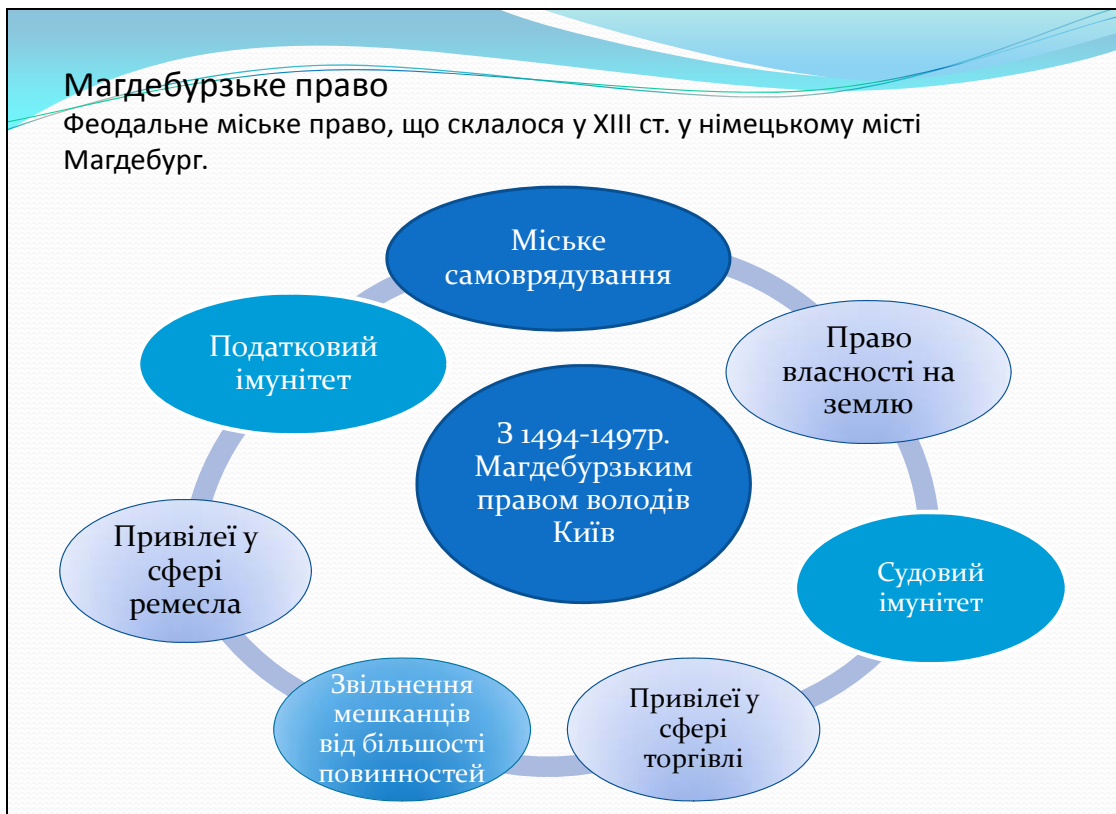 Магдебурзьке право
Феодальне міське право, що склалося у XIII ст. у німецькому місті
Магдебург.
Міське
самоврядування
Право
власності на
землю
Судовий
імунітет
Привілеї у
сфері
торгівлі
Звільнення
мешканців
від більшості
повинностей
Привілеї у
сфері
ремесла
Податковий
імунітет
З 1494-1497р.
Магдебурзьким
правом володів
Київ